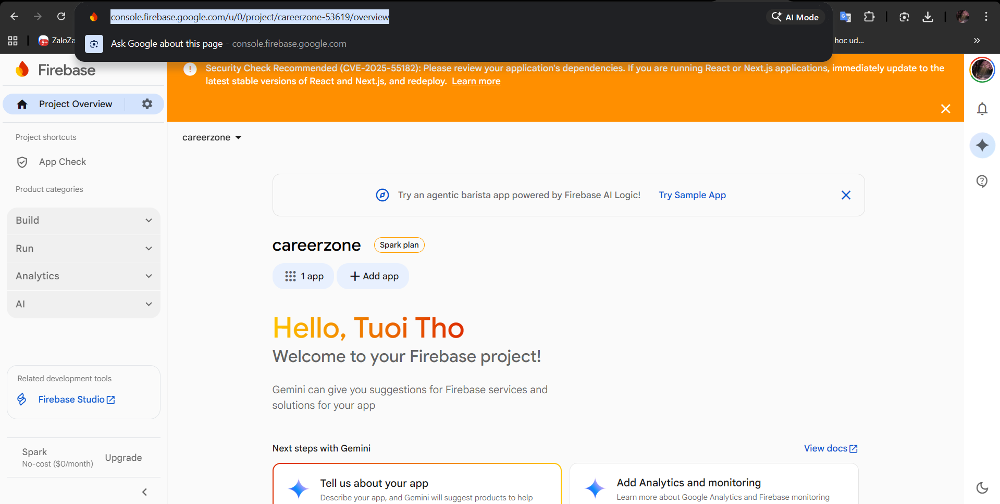 console.firebase.google.com/u/0/project/careerzone-53619/overview
AI Mode
ZaloZa
Ask Google about this page - console.firebase.google.com
học ud...
Firebase
Security Check Recommended (CVE-2025-55182): Please review your application's dependencies. If you are running React or Next.js applications, immediately update to the
latest stable versions of React and Next.js, and redeploy. Learn more
Project Overview
Project shortcuts
App Check
Product categories
Build
Run
Analytics
AI
Related development tools
Firebase Studio
Spark
No-cost ($0/month)
Upgrade
careerzone
Try an agentic barista app powered by Firebase AI Logic! Try Sample App
careerzone Spark plan
1 app + Add app
Hello, Tuoi Tho
Welcome to your Firebase project!
Gemini can give you suggestions for Firebase services and
solutions for your app
Next steps with Gemini
View docs
Tell us about your app
Describe your app, and Gemini will suggest products to help
Add Analytics and monitoring
Learn more about Google Analytics and Firebase monitoring